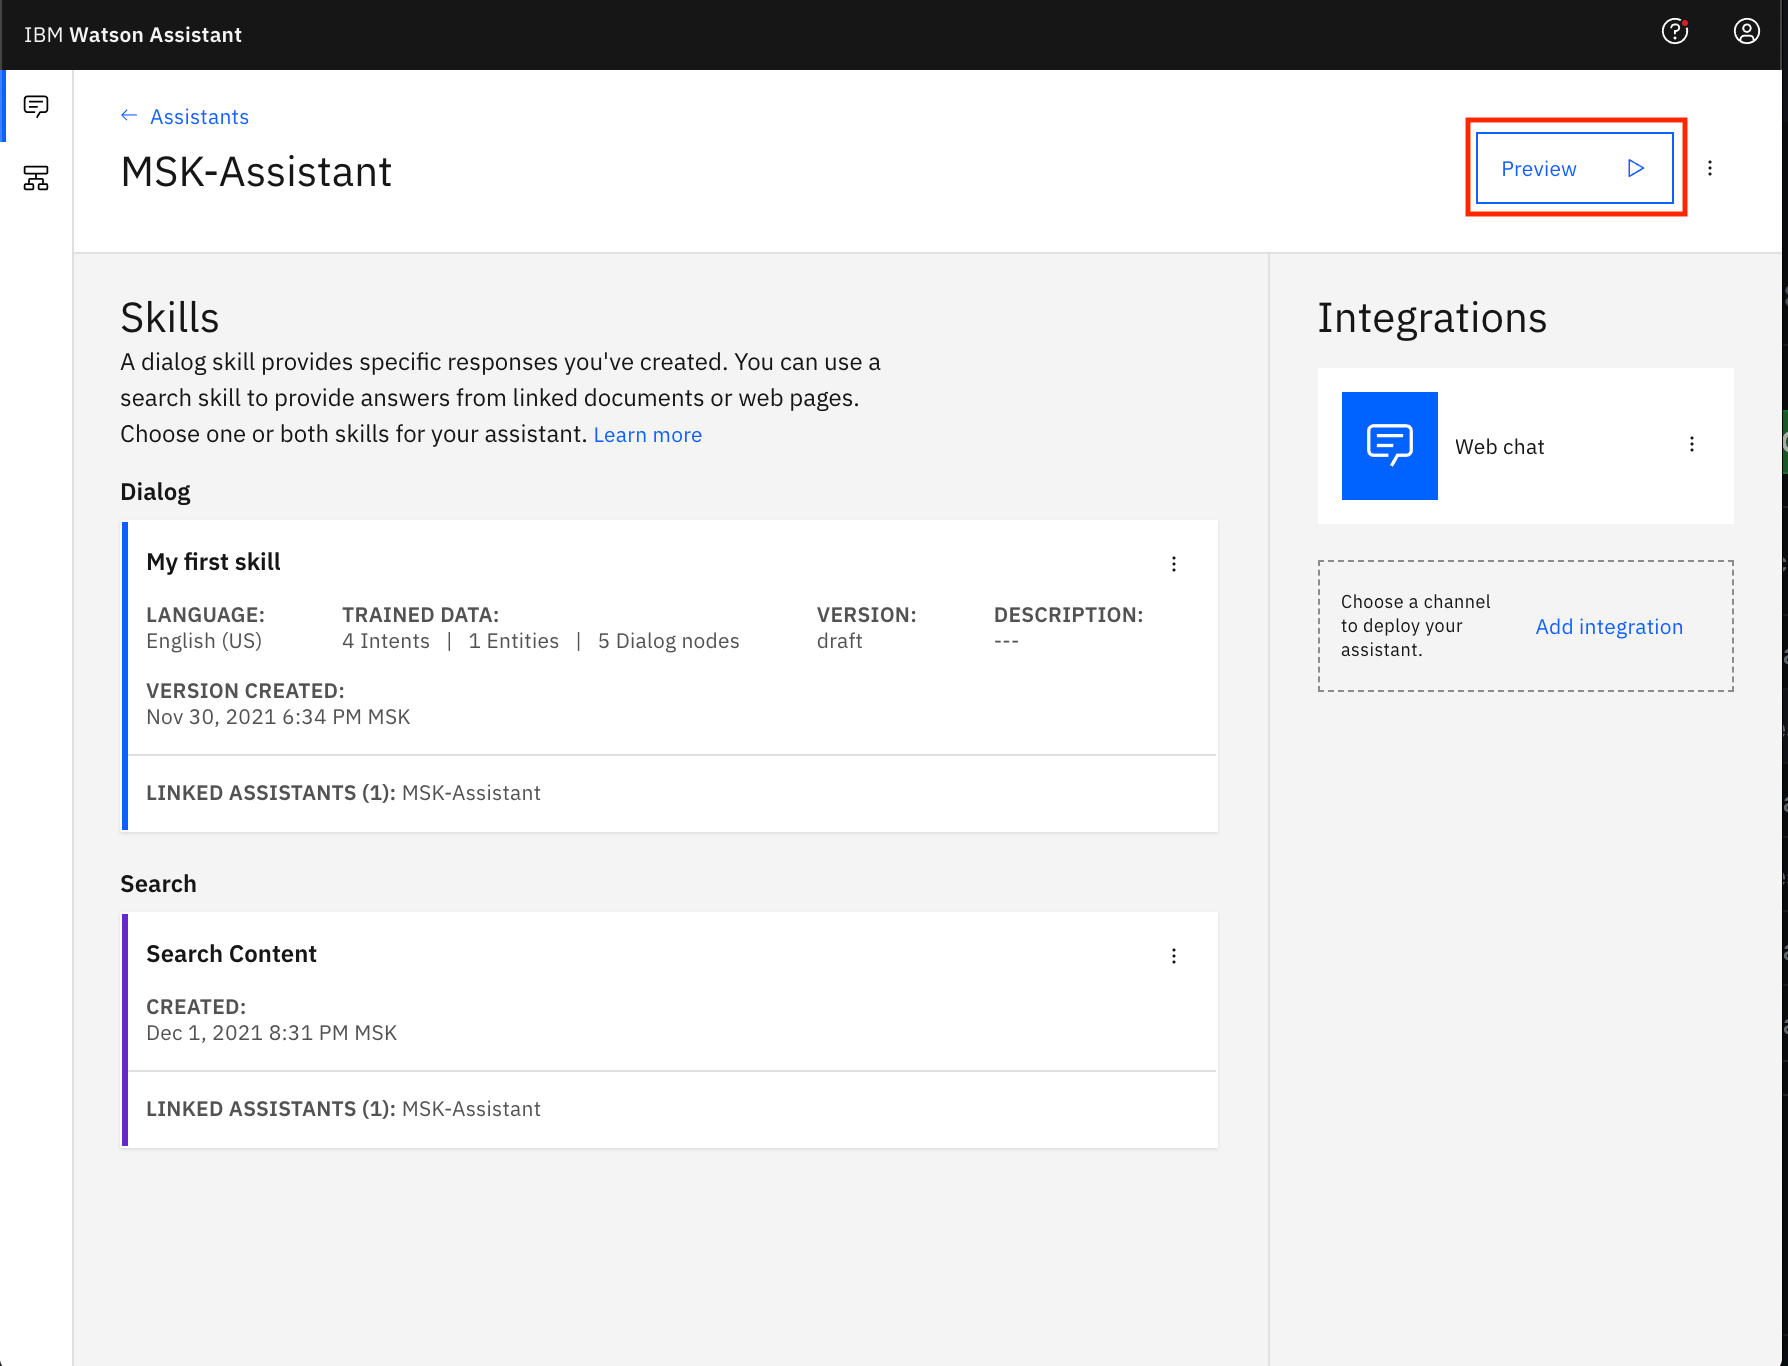 IBM Watson Assistant
← Assistants
MSK-Assistant
Preview
Skills
A dialog skill provides specific responses you've created. You can use a
search skill to provide answers from linked documents or web pages.
Choose one or both skills for your assistant. Learn more
Dialog
My first skill
LANGUAGE: TRAINED DATA: VERSION: DESCRIPTION:
English (US) 4 Intents | 1 Entities | 5 Dialog nodes draft ---
VERSION CREATED:
Nov 30, 2021 6:34 PM MSK
LINKED ASSISTANTS (1): MSK-Assistant
Search
Search Content
CREATED:
Dec 1, 2021 8:31 PM MSK
LINKED ASSISTANTS (1): MSK-Assistant
Integrations
Web chat
Choose a channel
to deploy your
assistant.
Add integration